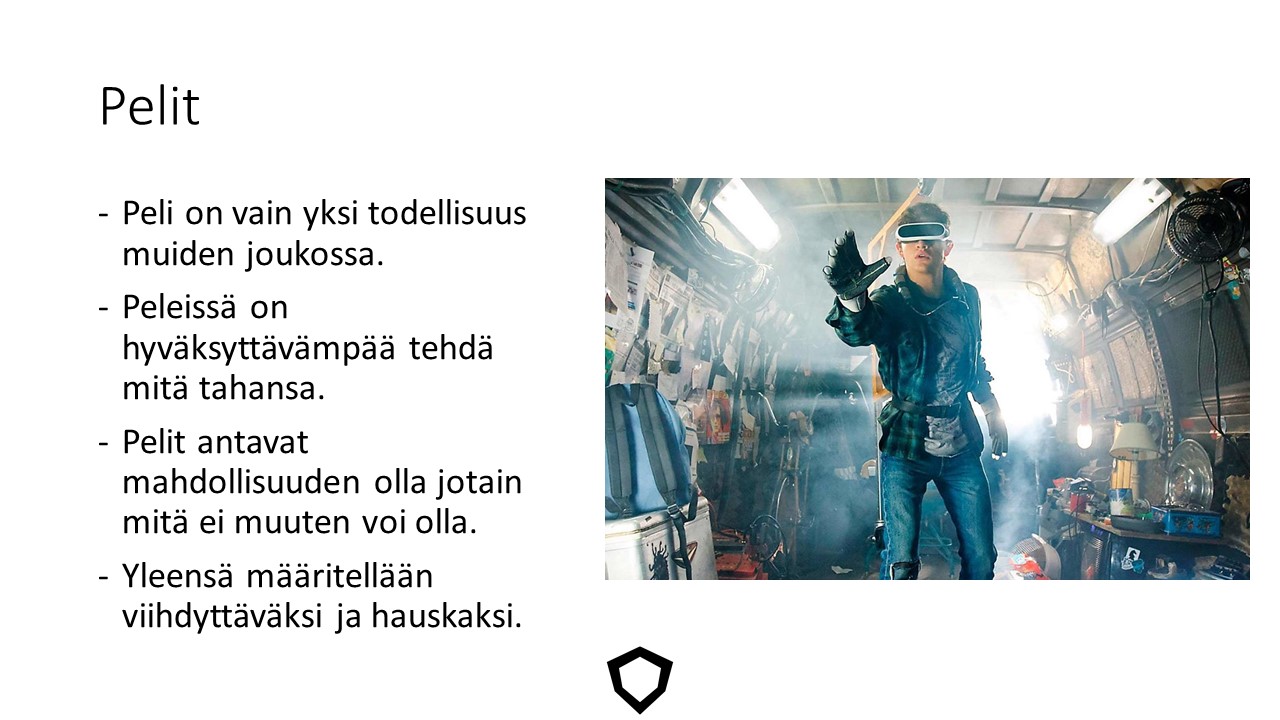 Pelit
- Peli on vain yksi todellisuus
muiden joukossa.
- Peleissä on
hyväksyttävämpää tehdä
mitä tahansa.
- Pelit antavat
mahdollisuuden olla jotain
mitä ei muuten voi olla.
- Yleensä määritellään
viihdyttäväksi ja hauskaksi.